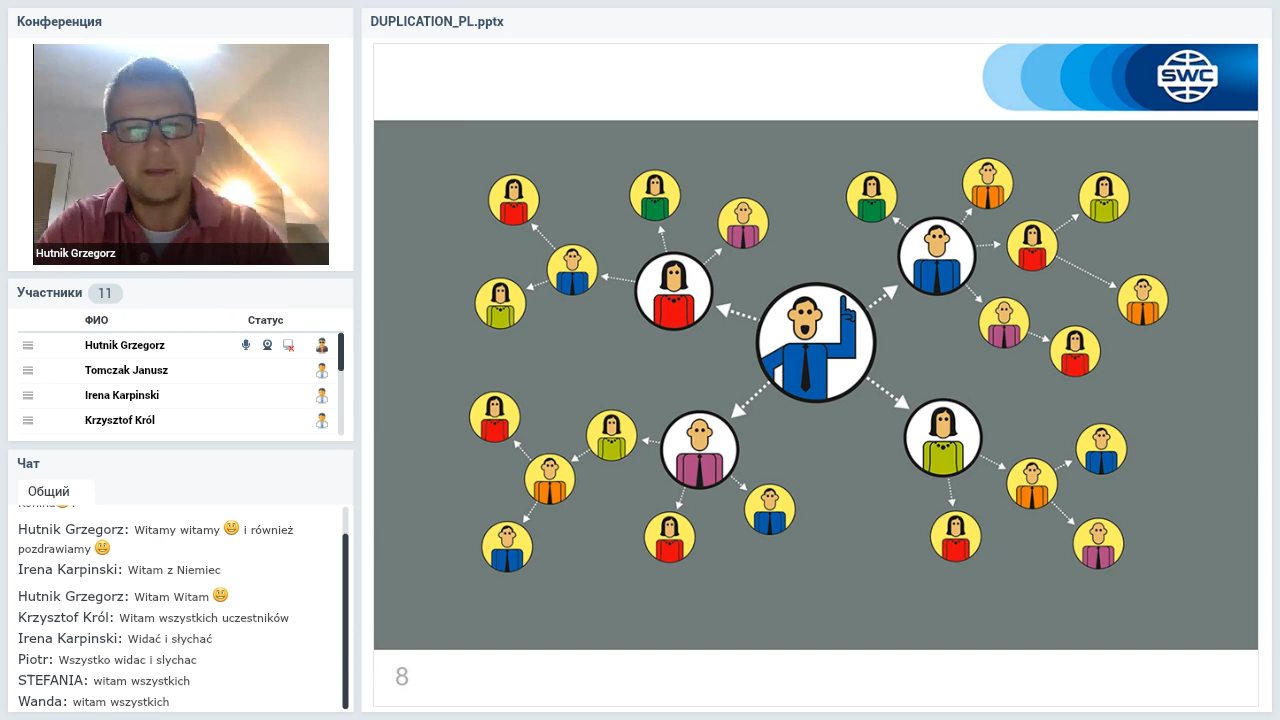 Конференция
Hutnik Grzegorz
Участники 11
ФИО Статус
Hutnik Grzegorz
Tomczak Janusz
Irena Karpinski
Krzysztof Król
Чат
Общий
Hutnik Grzegorz: Witamy witamy i również
pozdrawiamy
Irena Karpinski: Witam z Niemiec
Hutnik Grzegorz: Witam Witam
Krzysztof Król: Witam wszystkich uczestników
Irena Karpinski: Widać i słychać
Piotr: Wszystko widac i slychac
STEFANIA: witam wszystkich
Wanda: witam wszystkich
DUPLICATION_PL.pptx
SWC
8